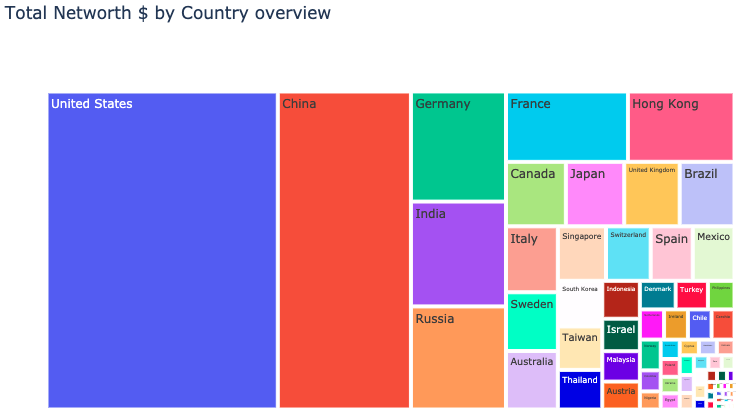 Total Networth $ by Country overview
United States
China
Germany
France
Hong Kong
Canada
Japan
United Kingdom
Brazil
India
Italy
Singapore
Switzerland
Spain
Mexico
South Korea
Indonesia
Denmark
Turkey
Philippines
Sweden
Russia
Israel
Ireland
Chile
Taiwan
Australia
Malaysia
Thailand
Austria
Egypt